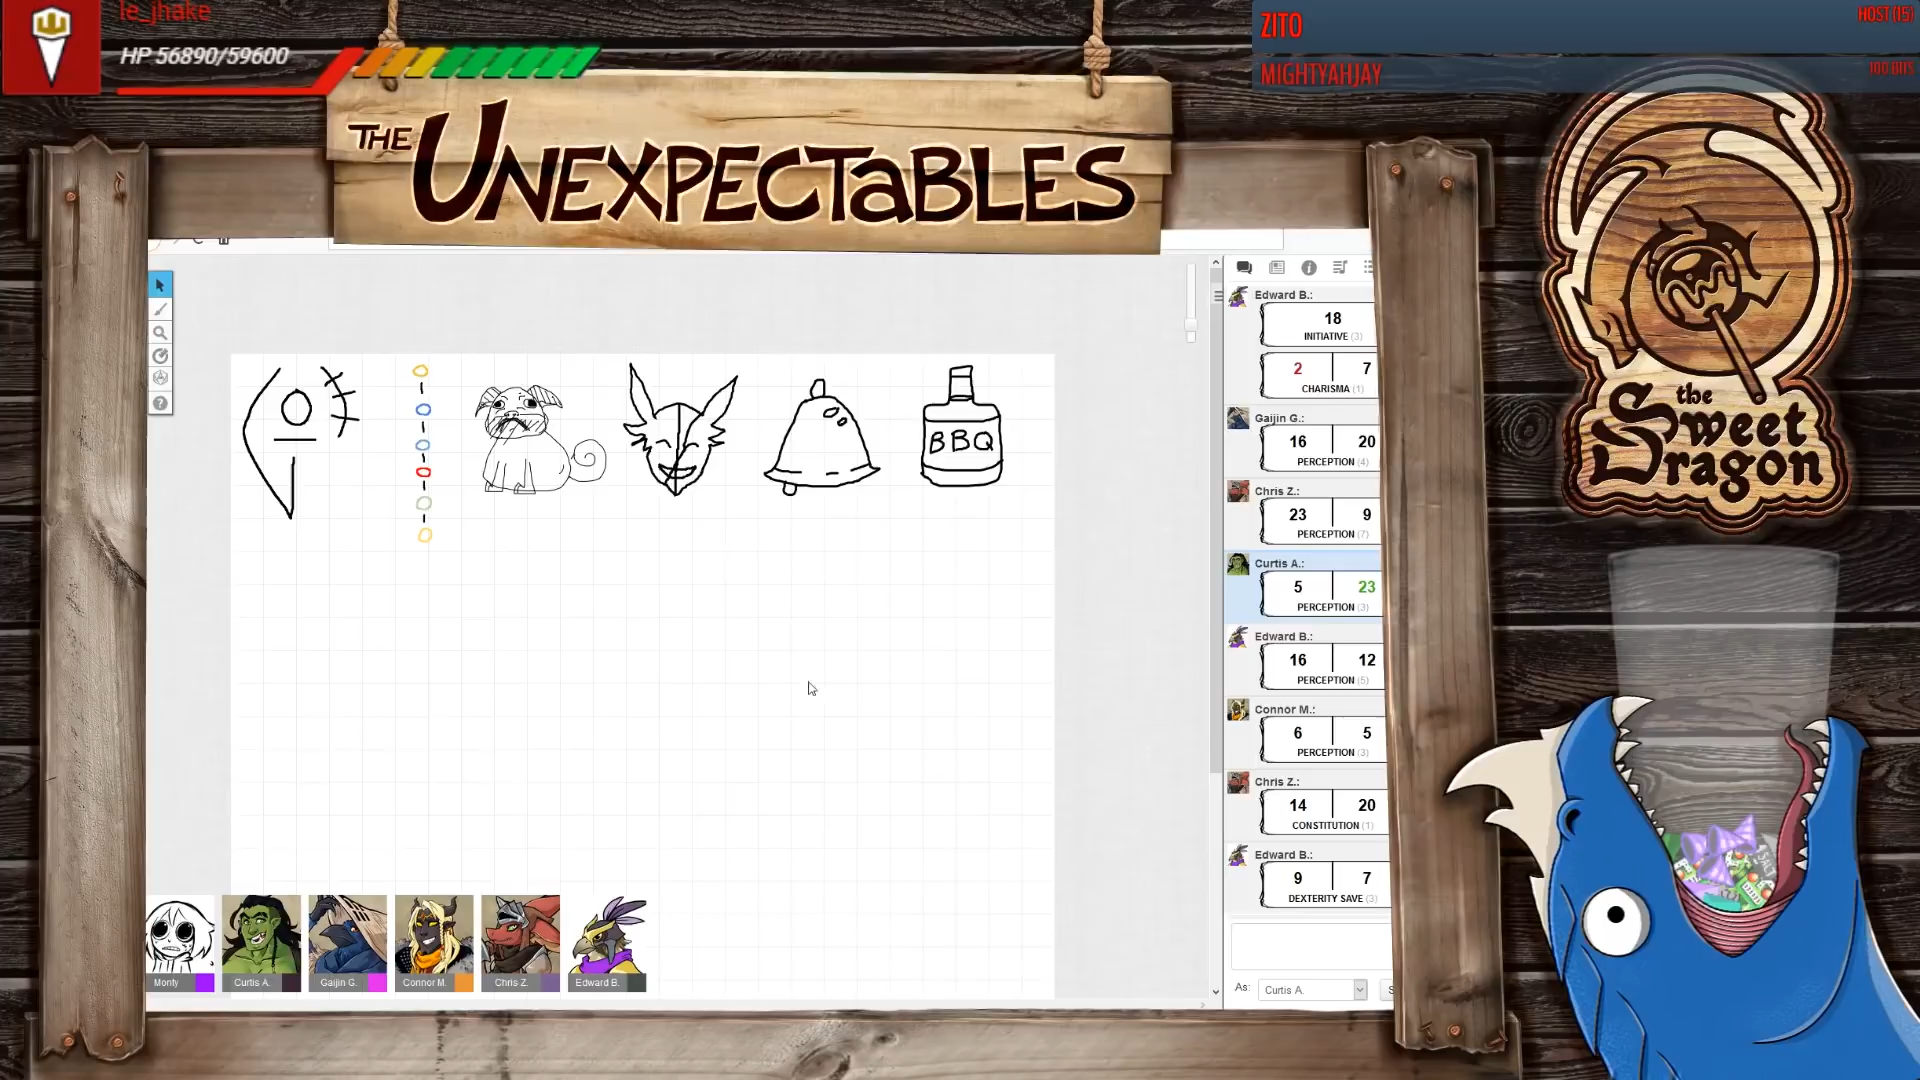 le_jhake
HP 56890/59600
ZITO
HOST (15)
MIGHTYAHJAY
100 BITS
THE UNEXPECTaBLES
the
Sweet
Dragon
BBQ
Edward B.:
18
INITIATIVE (3)
2 7
CHARISMA (1)
Gaijin G.:
16 20
PERCEPTION (4)
Chris Z.:
23 9
PERCEPTION (7)
Curtis A.:
5 23
PERCEPTION (3)
Edward B.:
16 12
PERCEPTION (5)
Connor M.:
6 5
PERCEPTION (3)
Chris Z.:
14 20
CONSTITUTION (1)
Edward B.:
9 7
DEXTERITY SAVE (3)
As: Curtis A.
Monty
Curtis A.
Gaijin G.
Connor M.
Chris Z.
Edward B.